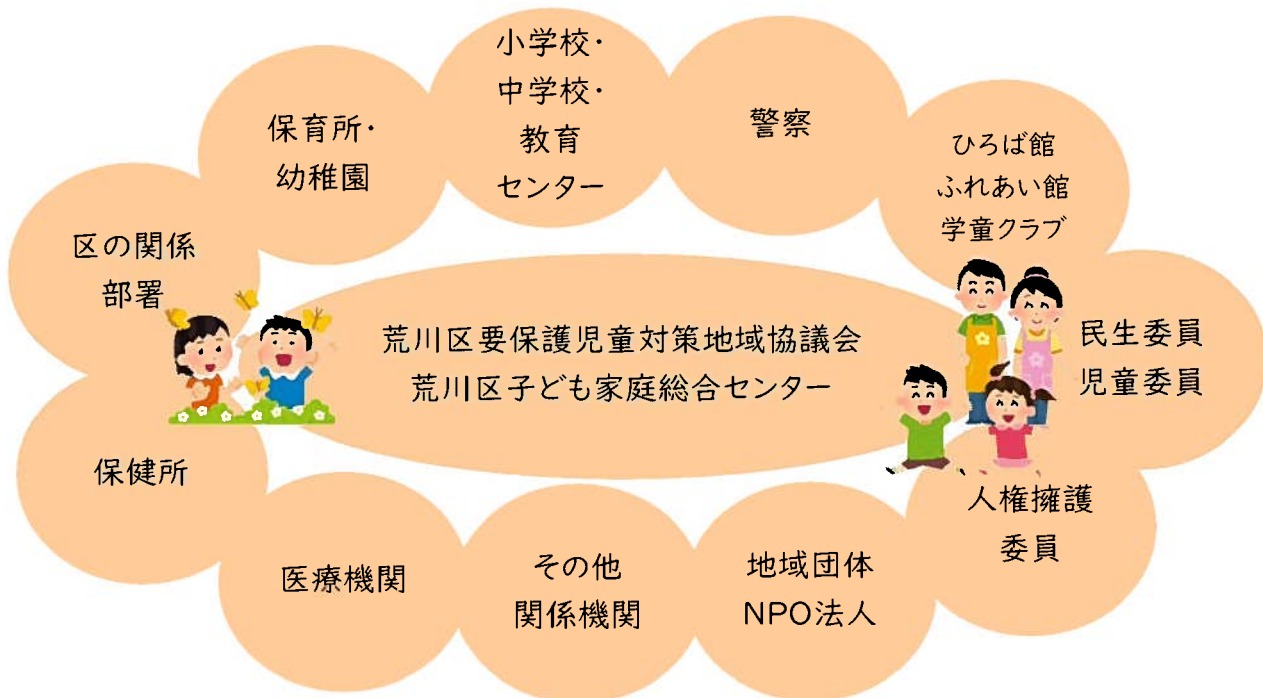 小学校・
中学校・
教育
センター
警察
保育所・
幼稚園
ひろば館
ふれあい館
学童クラブ
区の関係
部署
荒川区要保護児童対策地域協議会
荒川区子ども家庭総合センター
民生委員
児童委員
保健所
人権擁護
委員
医療機関
その他
関係機関
地域団体
NPO法人